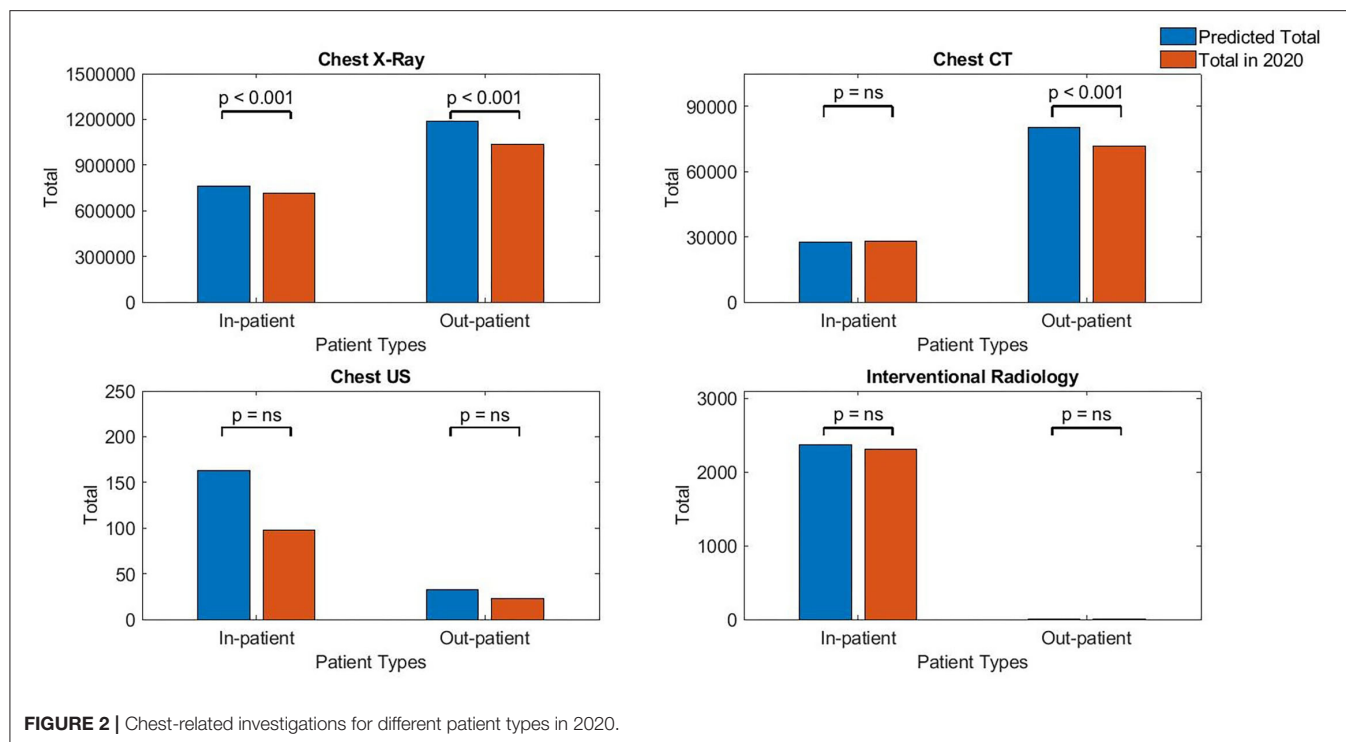 Predicted Total
Total in 2020
Chest X-Ray
1500000
1200000
900000
600000
300000
0
Total
p < 0.001
p < 0.001
In-patient
Out-patient
Patient Types
Chest CT
90000
60000
30000
0
Total
p = ns
p < 0.001
In-patient
Out-patient
Patient Types
Chest US
250
200
150
100
50
0
Total
p = ns
p = ns
In-patient
Out-patient
Patient Types
Interventional Radiology
3000
2000
1000
0
Total
p = ns
p = ns
In-patient
Out-patient
Patient Types
FIGURE 2 | Chest-related investigations for different patient types in 2020.